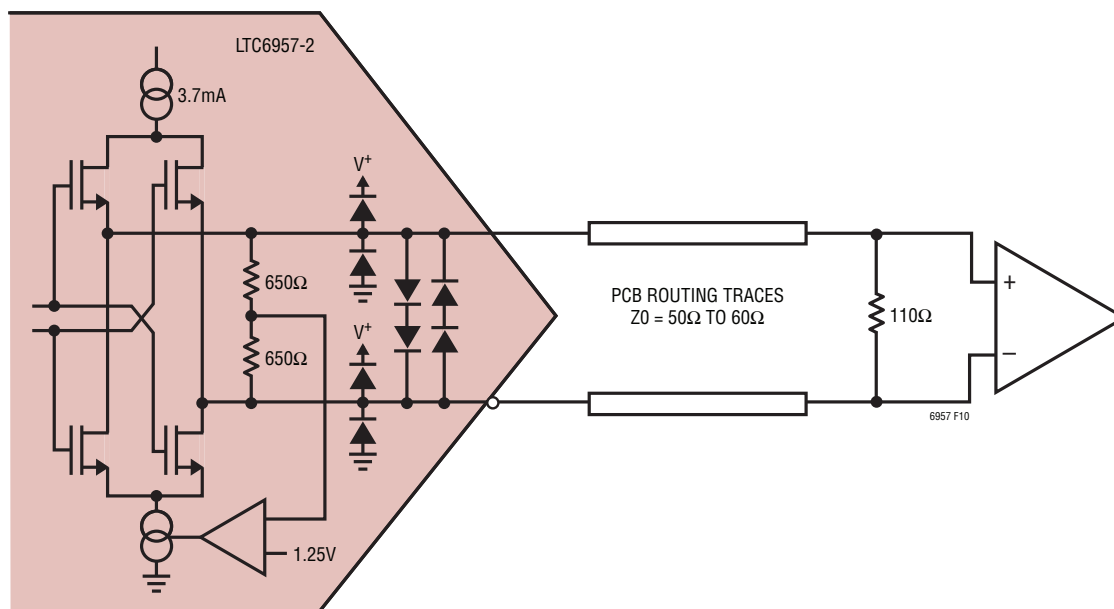 LTC6957-2
3.7mA
V+
650Ω
650Ω
V+
1.25V
PCB ROUTING TRACES
Z0 = 50Ω TO 60Ω
110Ω
+
−
6957 F10